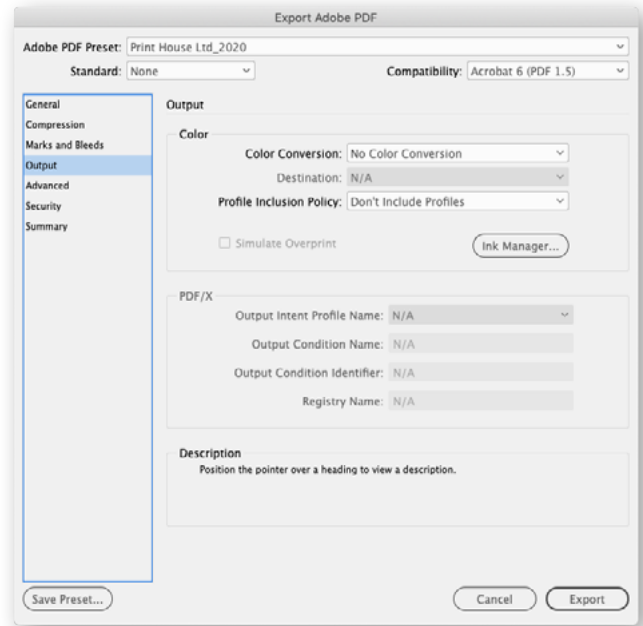 Export Adobe PDF
Adobe PDF Preset: Print House Ltd_2020
Standard: None Compatibility: Acrobat 6 (PDF 1.5)
General
Compression
Marks and Bleeds
Output
Advanced
Security
Summary
Output
Color
Color Conversion: No Color Conversion
Destination: N/A
Profile Inclusion Policy: Don't Include Profiles
Simulate Overprint Ink Manager...
PDF/X
Output Intent Profile Name: N/A
Output Condition Name: N/A
Output Condition Identifier: N/A
Registry Name: N/A
Description
Position the pointer over a heading to view a description.
Save Preset... Cancel Export